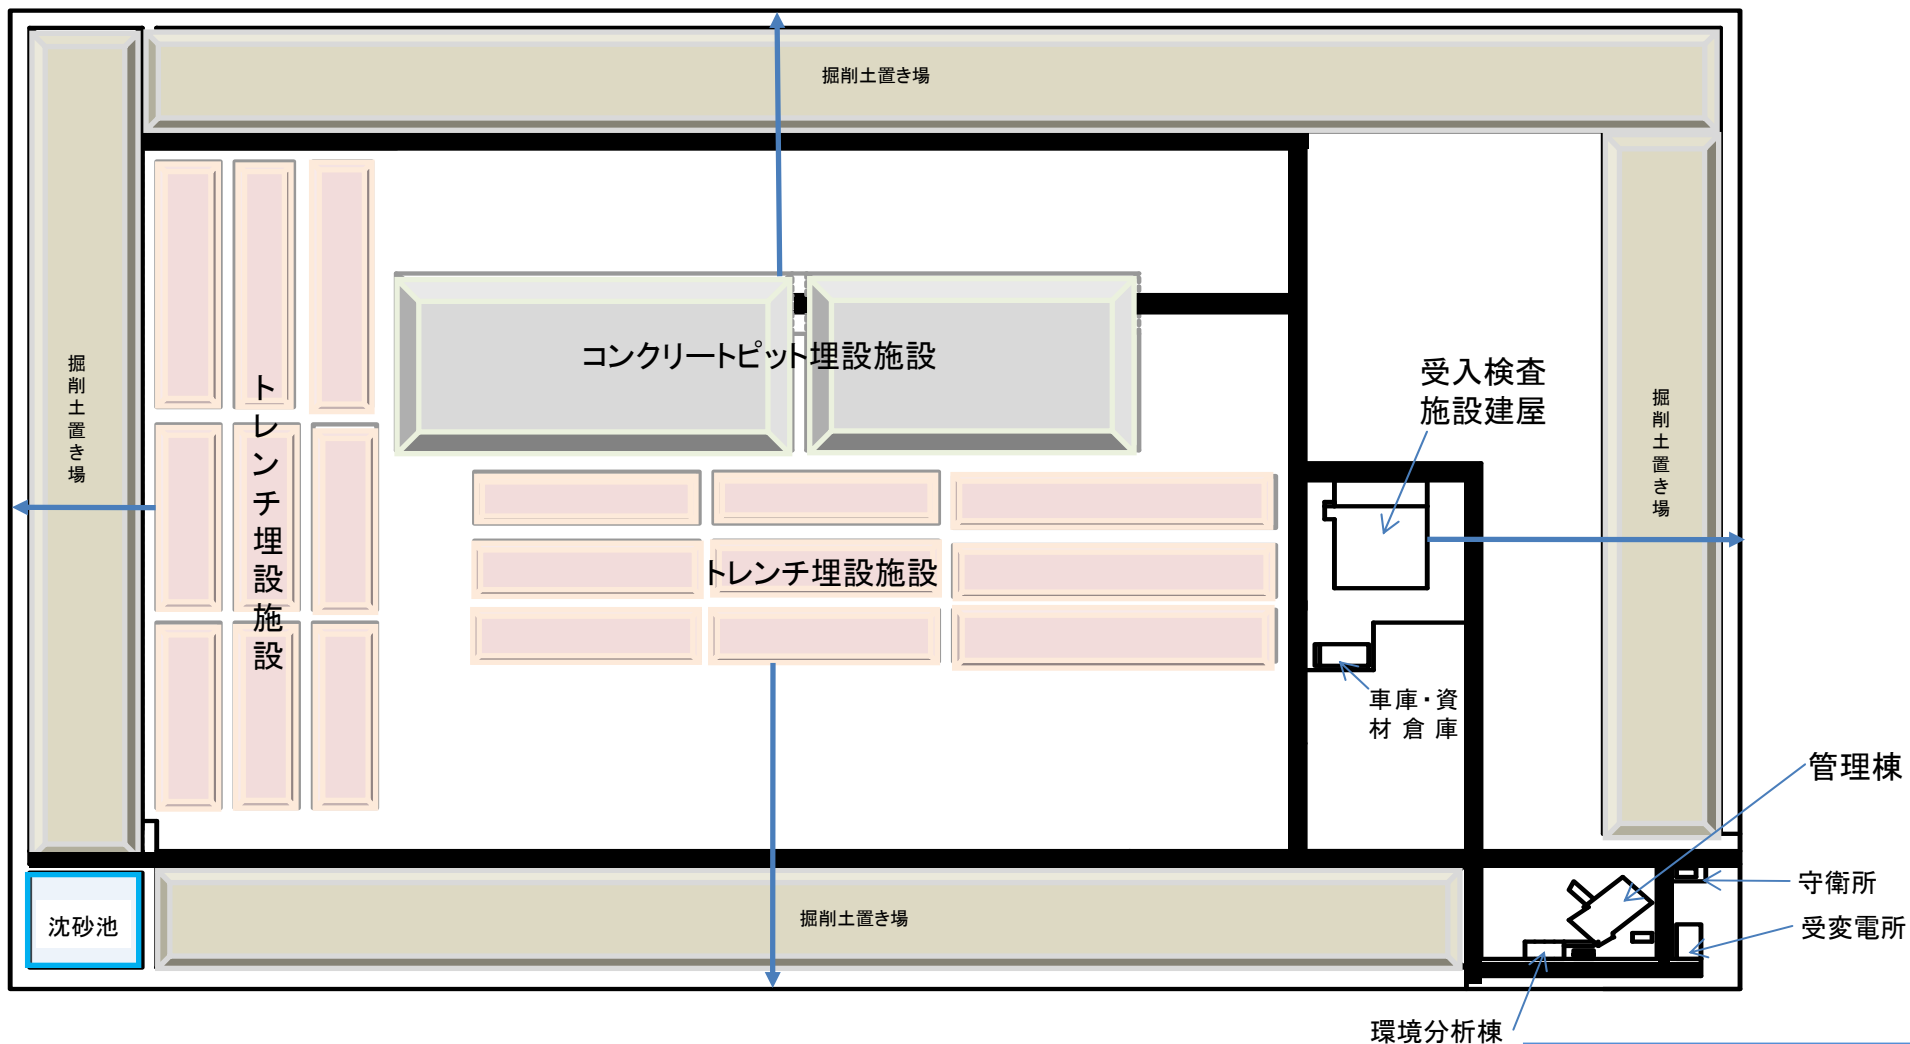 掘削土置き場
掘削土置き場
トレンチ埋設施設
コンクリートピット埋設施設
受入検査
施設建屋
掘削土置き場
トレンチ埋設施設
車庫・資
材倉庫
管理棟
守衛所
沈砂池
掘削土置き場
受変電所
環境分析棟